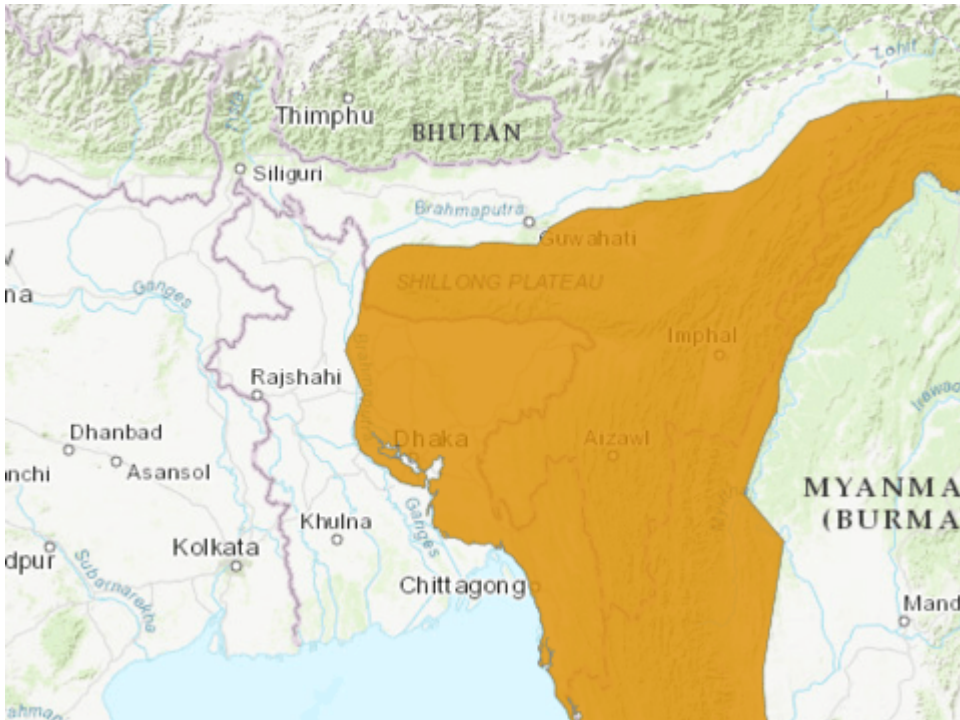 Lohit
Thimphu
BHUTAN
Siliguri
Brahmaputra
Guwahati
SHILLONG PLATEAU
Ganges
na
Imphal
Rajshahi
Dhanbad
Dhaka
Aizawl
Asansol
nchi
MYANMA
(BURMA
Khulna
Ganges
Kolkata
dpur
Subarnarekha
Chittagong
Mand